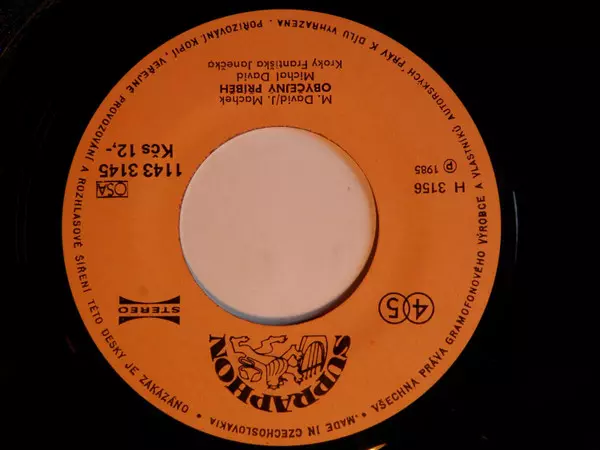 SUPRAPHON
STEREO
45
OSA
1143 3145
Kčs 12,-
H 3156
Ⓟ 1985
M. David/J. Machek
OBYČEJNÝ PŘÍBĚH
Michal David
Kroky Františka Janečka
• VŠECHNA PRÁVA GRAMOFONOVÉHO VÝROBCE A VLASTNÍKŮ AUTORSKÝCH PRÁV K DÍLU VYHRAZENA. POŘIZOVÁNÍ KOPIÍ, VEŘEJNÉ PROVOZOVÁNÍ A ROZHLASOVÉ ŠÍŘENÍ TÉTO DESKY JE ZAKÁZÁNO •
MADE IN CZECHOSLOVAKIA